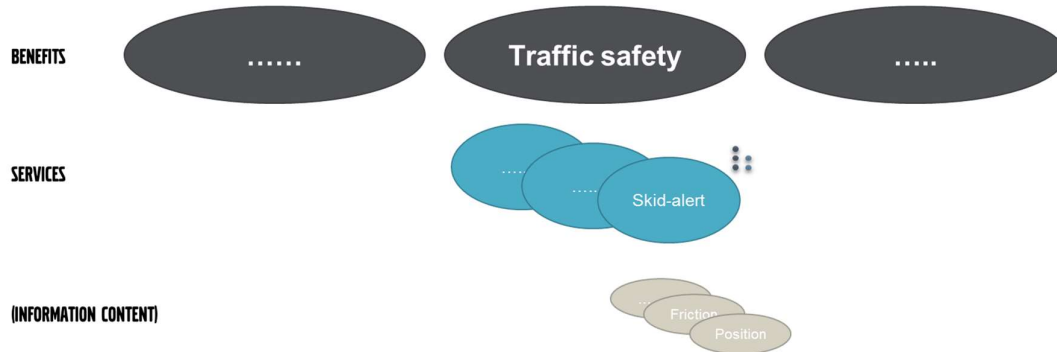 BENEFITS
......
Traffic safety
.....
SERVICES
.....
.....
Skid-alert
(INFORMATION CONTENT)
...
Friction
Position